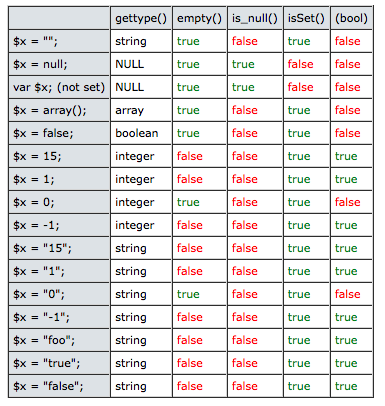 gettype() empty() is_null() isSet() (bool)
$x = ""; string true false true false
$x = null; NULL true true false false
var $x; (not set) NULL true true false false
$x = array(); array true false true false
$x = false; boolean true false true false
$x = 15; integer false false true true
$x = 1; integer false false true true
$x = 0; integer true false true false
$x = -1; integer false false true true
$x = "15"; string false false true true
$x = "1"; string false false true true
$x = "0"; string true false true false
$x = "-1"; string false false true true
$x = "foo"; string false false true true
$x = "true"; string false false true true
$x = "false"; string false false true true